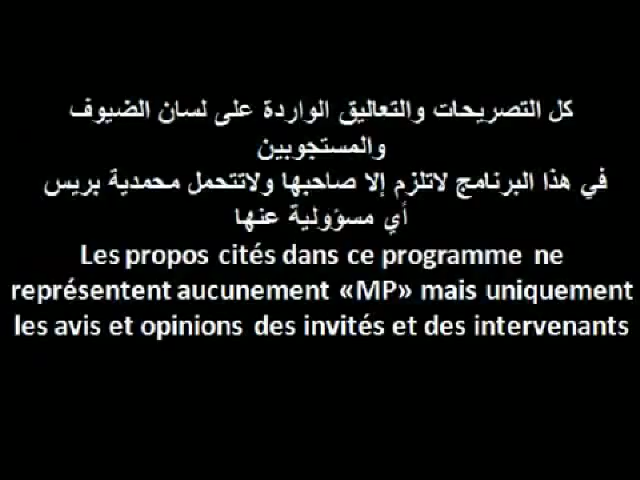 كل التصريحات والتعاليق الواردة على لسان الضيوف
والمستجوبين
في هذا البرنامج لاتلزم إلا صاحبها ولاتتحمل محمدية بريس
أي مسؤولية عنها
Les propos cités dans ce programme ne
représentent aucunement «MP» mais uniquement
les avis et opinions des invités et des intervenants